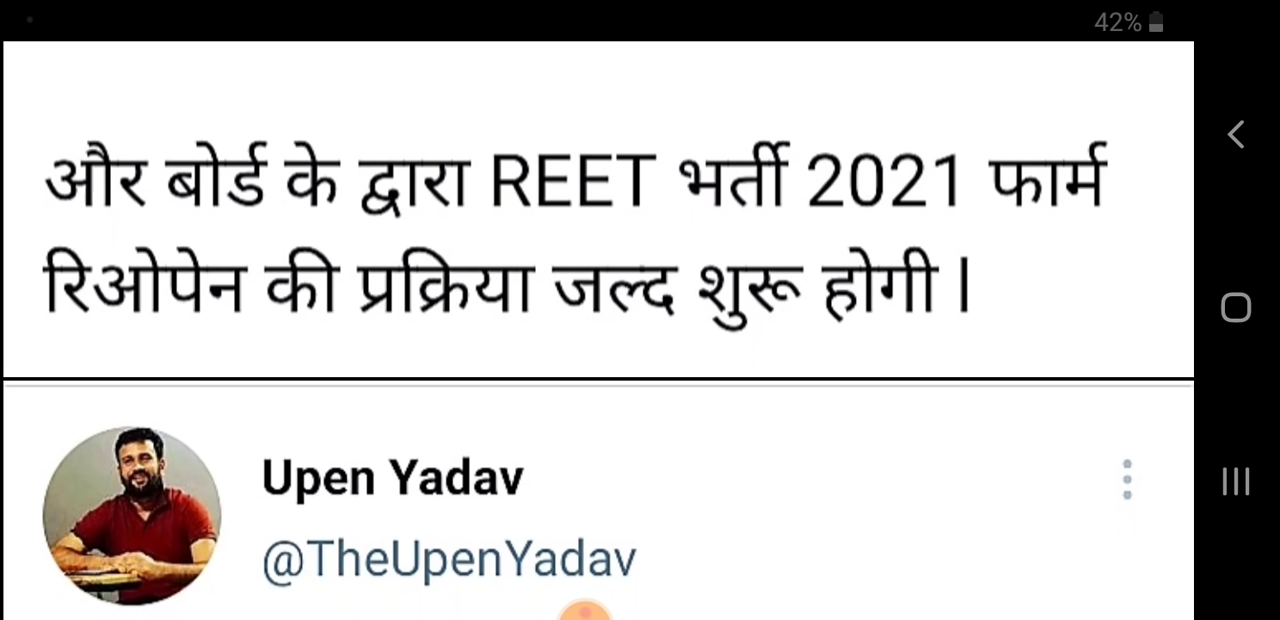 42%
और बोर्ड के द्वारा REET भर्ती 2021 फार्म
रिओपेन की प्रक्रिया जल्द शुरू होगी l
Upen Yadav
@TheUpenYadav